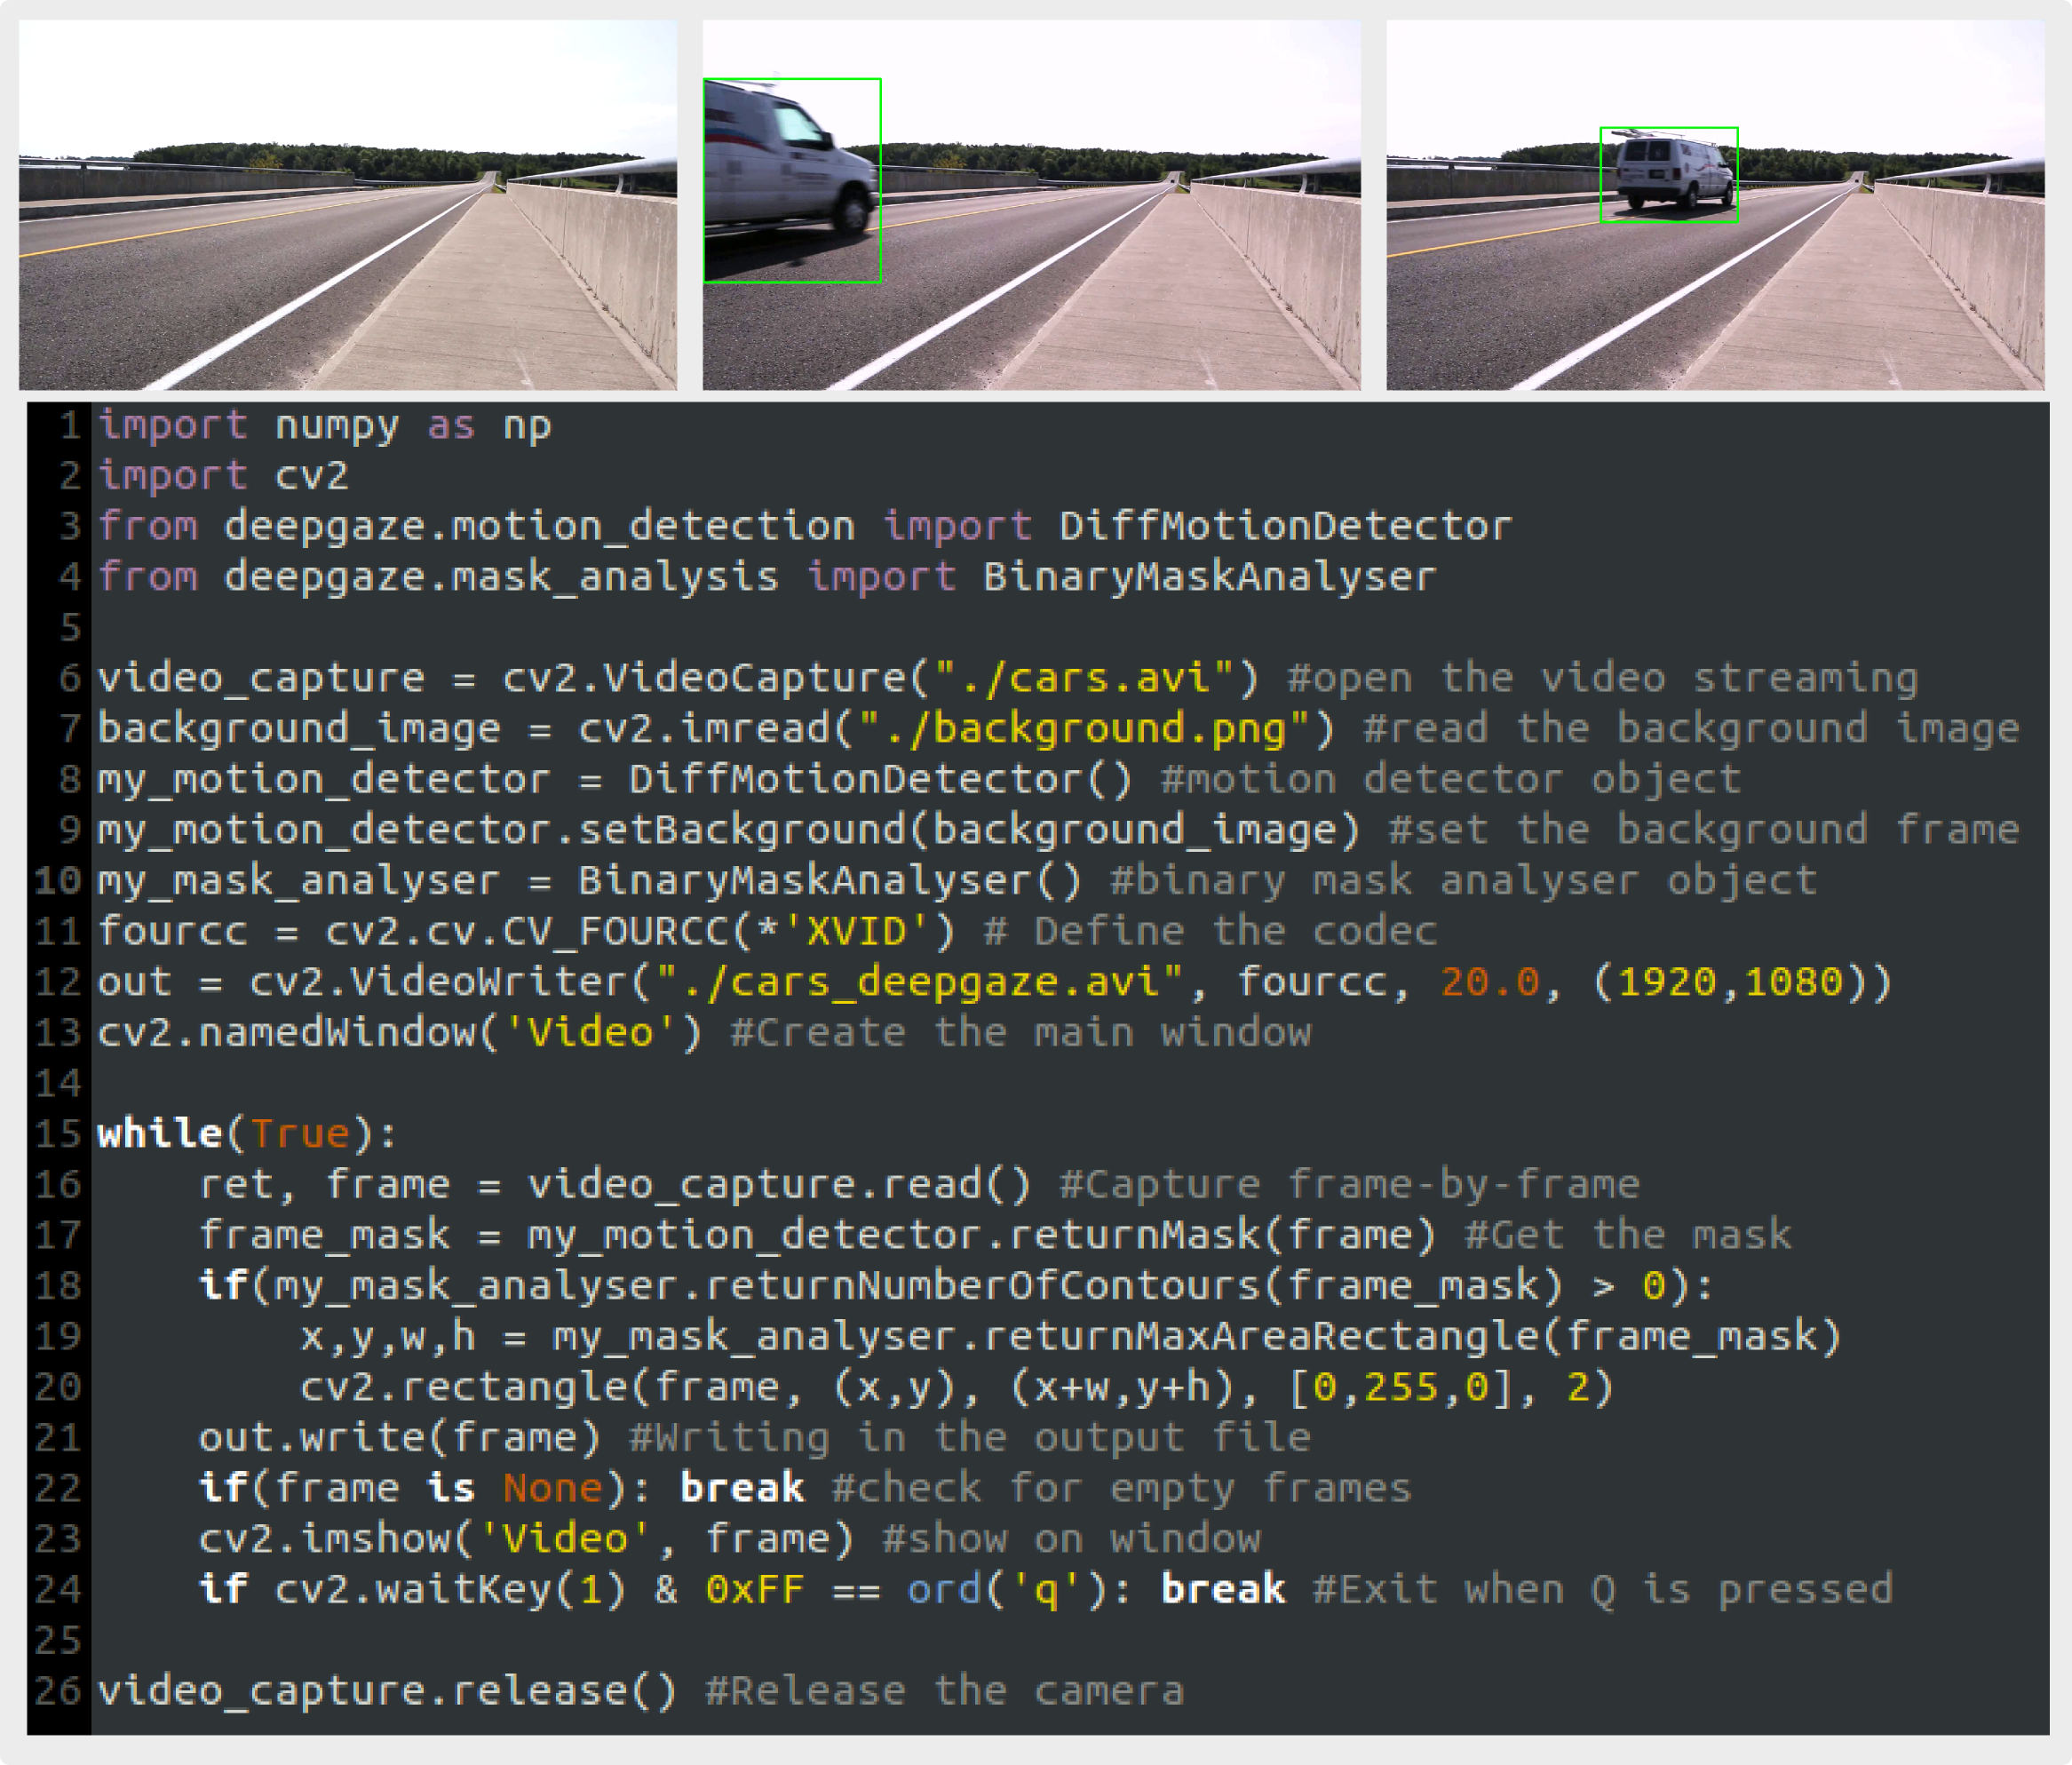 1 import numpy as np
2 import cv2
3 from deepgaze.motion_detection import DiffMotionDetector
4 from deepgaze.mask_analysis import BinaryMaskAnalyser
5
6 video_capture = cv2.VideoCapture("./cars.avi") #open the video streaming
7 background_image = cv2.imread("./background.png") #read the background image
8 my_motion_detector = DiffMotionDetector() #motion detector object
9 my_motion_detector.setBackground(background_image) #set the background frame
10 my_mask_analyser = BinaryMaskAnalyser() #binary mask analyser object
11 fourcc = cv2.cv.CV_FOURCC(*'XVID') # Define the codec
12 out = cv2.VideoWriter("./cars_deepgaze.avi", fourcc, 20.0, (1920,1080))
13 cv2.namedWindow('Video') #Create the main window
14
15 while(True):
16     ret, frame = video_capture.read() #Capture frame-by-frame
17     frame_mask = my_motion_detector.returnMask(frame) #Get the mask
18     if(my_mask_analyser.returnNumberOfContours(frame_mask) > 0):
19         x,y,w,h = my_mask_analyser.returnMaxAreaRectangle(frame_mask)
20         cv2.rectangle(frame, (x,y), (x+w,y+h), [0,255,0], 2)
21     out.write(frame) #Writing in the output file
22     if(frame is None): break #check for empty frames
23     cv2.imshow('Video', frame) #show on window
24     if cv2.waitKey(1) & 0xFF == ord('q'): break #Exit when Q is pressed
25
26 video_capture.release() #Release the camera